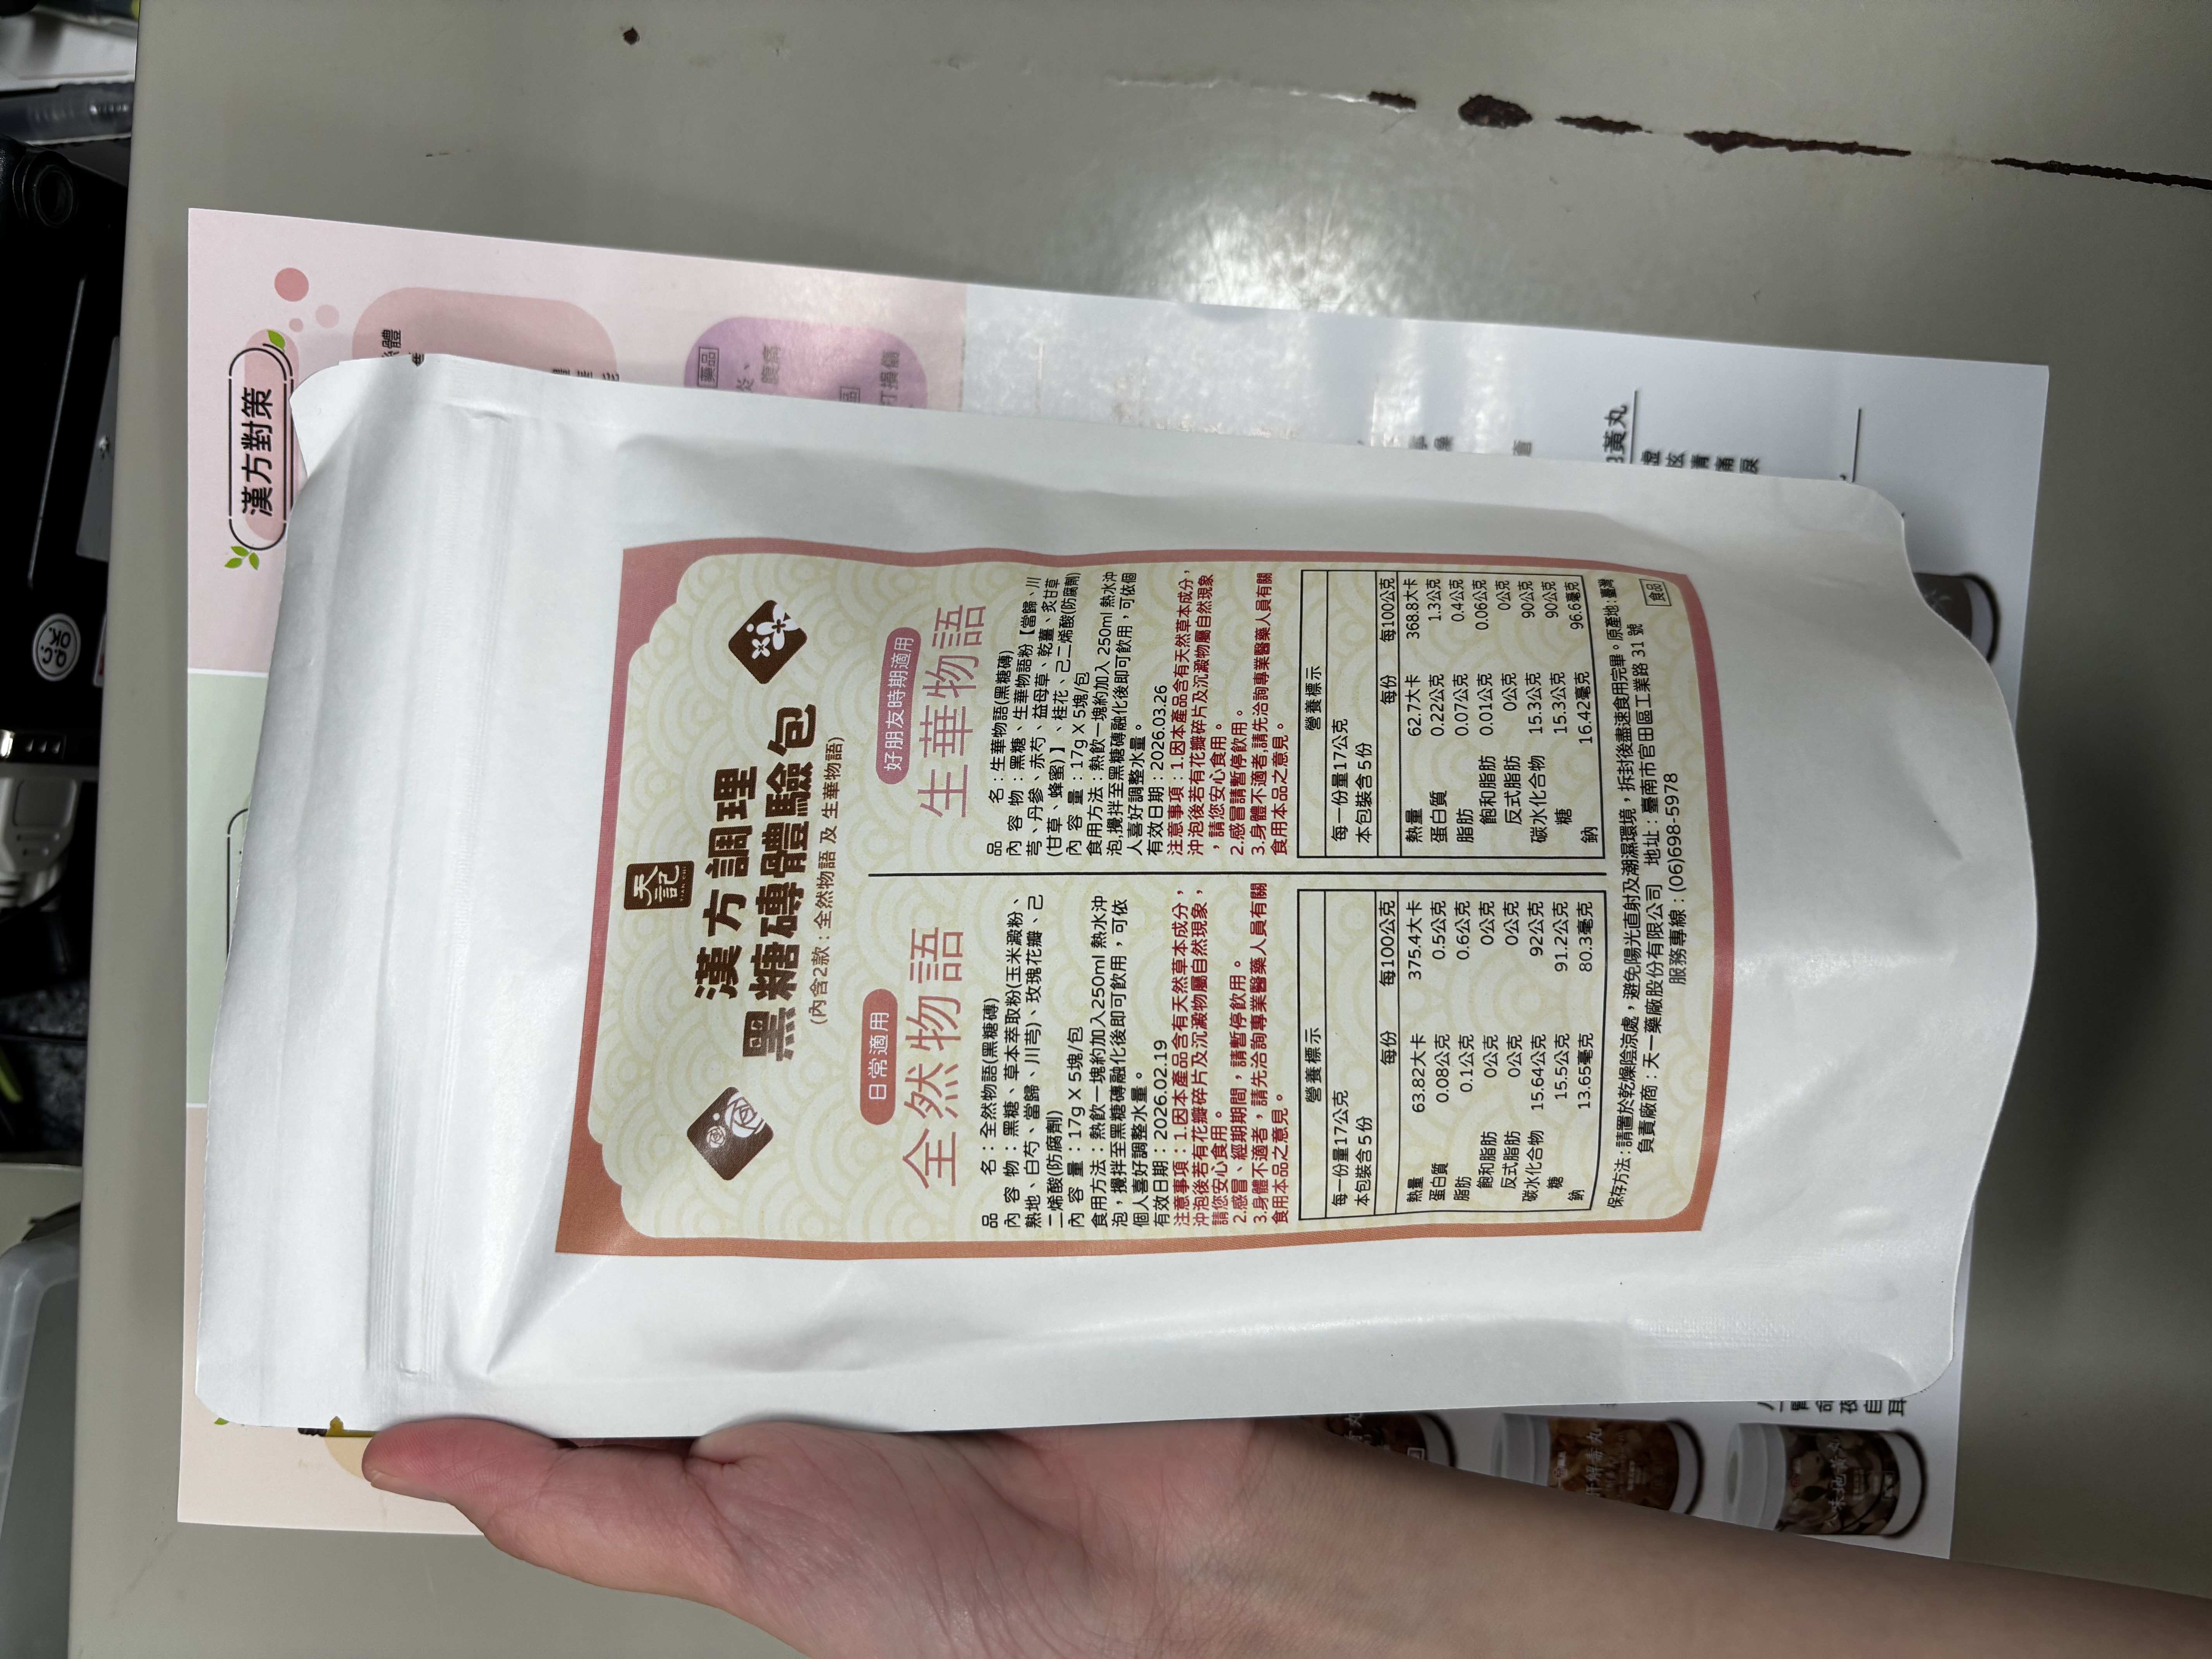 漢方對策
天記
漢方調理
黑糖磚體驗包
(內含2款：全然物語 及 生華物語)
日常適用
全然物語
品　　名：全然物語(黑糖磚)
內 容 物：黑糖、草本萃取粉(玉米澱粉、
熟地、白芍、當歸、川芎)、玫瑰花瓣、己
二烯酸(防腐劑)
內 容 量：17g X 5塊/包
食用方法：熱飲一塊約加入250ml 熱水沖
泡，攪拌至黑糖磚融化後即可飲用，可依
個人喜好調整水量。
有效日期：2026.02.19
注意事項：1.因本產品含有天然草本成分，
沖泡後若有花瓣碎片及沉澱物屬自然現象，
請您安心食用。
2.感冒、經期期間，請暫停飲用。
3.身體不適者，請先洽詢專業醫藥人員有關
食用本品之意見。
營養標示
每一份量17公克
本包裝含5份
每份 每100公克
熱量 63.82大卡 375.4大卡
蛋白質 0.08公克 0.5公克
脂肪 0.1公克 0.6公克
飽和脂肪 0公克 0公克
反式脂肪 0公克 0公克
碳水化合物 15.64公克 92公克
糖 15.5公克 91.2公克
鈉 13.65毫克 80.3毫克
好朋友時期適用
生華物語
品　　名：生華物語(黑糖磚)
內 容 物：黑糖、生華物語粉【當歸、川
芎、丹參、赤芍、益母草、乾薑、炙甘草
(甘草、蜂蜜)】、桂花、己二烯酸(防腐劑)
內 容 量：17g X 5塊/包
食用方法：熱飲一塊約加入 250ml 熱水沖
泡,攪拌至黑糖磚融化後即可飲用，可依個
人喜好調整水量。
有效日期：2026.03.26
注意事項：1.因本產品含有天然草本成分，
沖泡後若有花瓣碎片及沉澱物屬自然現象
，請您安心食用。
2.感冒請暫停飲用。
3.身體不適者,請先洽詢專業醫藥人員有關
食用本品之意見。
營養標示
每一份量17公克
本包裝含5份
每份 每100公克
熱量 62.7大卡 368.8大卡
蛋白質 0.22公克 1.3公克
脂肪 0.07公克 0.4公克
飽和脂肪 0.01公克 0.06公克
反式脂肪 0公克 0公克
碳水化合物 15.3公克 90公克
糖 15.3公克 90公克
鈉 16.42毫克 96.6毫克
保存方法：請置於乾燥陰涼處，避免陽光直射及潮濕環境，拆封後盡速食用完畢。原產地：臺灣
負責廠商：天一藥廠股份有限公司　地址：臺南市官田區工業路 31 號
服務專線：(06)698-5978
食品
藥品
黃丸